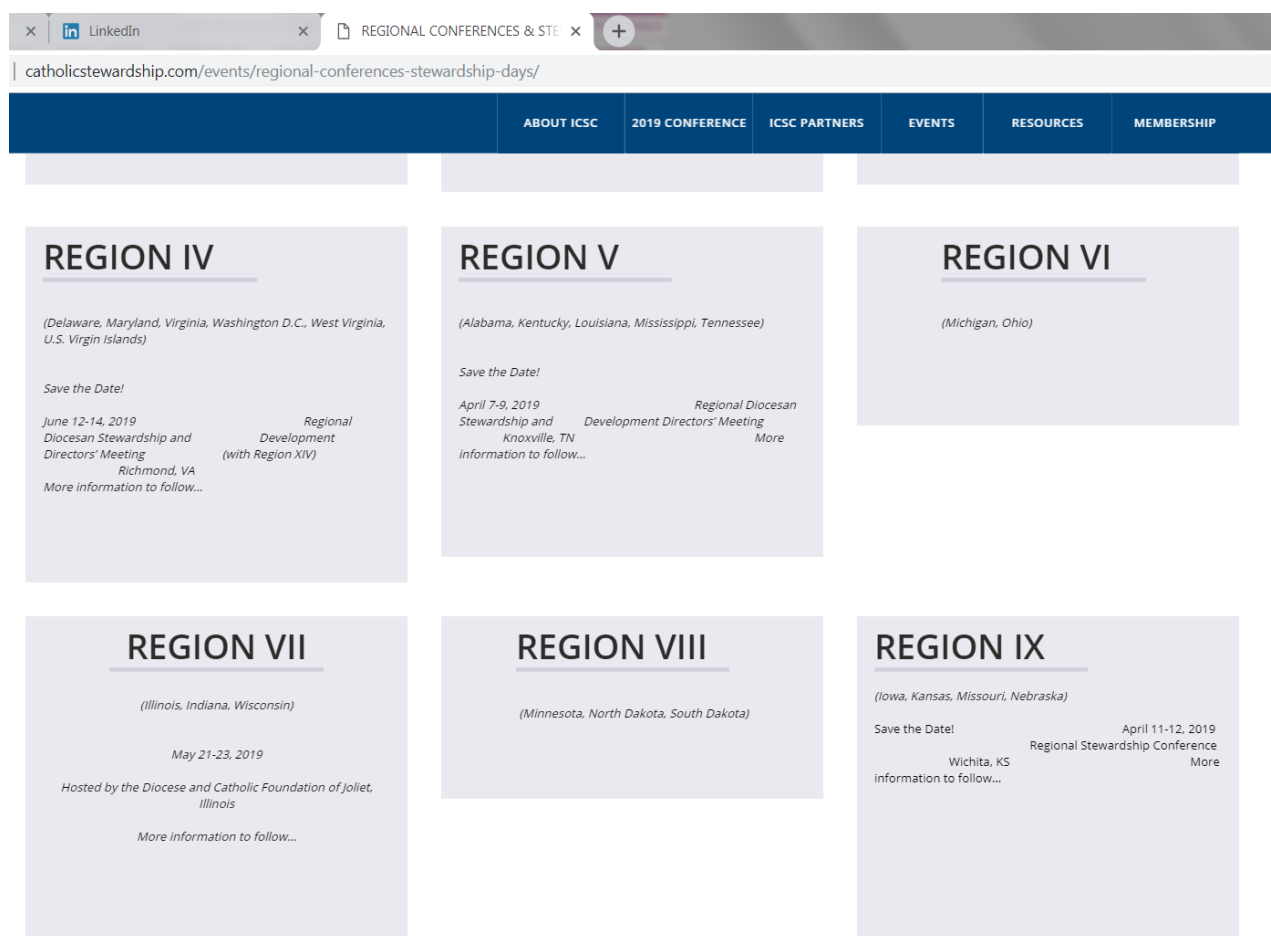 LinkedIn
REGIONAL CONFERENCES & STE
catholicstewardship.com/events/regional-conferences-stewardship-days/
ABOUT ICSC 2019 CONFERENCE ICSC PARTNERS EVENTS RESOURCES MEMBERSHIP
REGION IV
(Delaware, Maryland, Virginia, Washington D.C., West Virginia,
U.S. Virgin Islands)
Save the Date!
June 12-14, 2019 Regional
Diocesan Stewardship and Development
Directors' Meeting (with Region XIV)
Richmond, VA
More information to follow...
REGION V
(Alabama, Kentucky, Louisiana, Mississippi, Tennessee)
Save the Date!
April 7-9, 2019 Regional Diocesan
Stewardship and Development Directors' Meeting
Knoxville, TN More
information to follow...
REGION VI
(Michigan, Ohio)
REGION VII
(Illinois, Indiana, Wisconsin)
May 21-23, 2019
Hosted by the Diocese and Catholic Foundation of Joliet,
Illinois
More information to follow...
REGION VIII
(Minnesota, North Dakota, South Dakota)
REGION IX
(Iowa, Kansas, Missouri, Nebraska)
Save the Date! April 11-12, 2019
Regional Stewardship Conference
Wichita, KS More
information to follow...